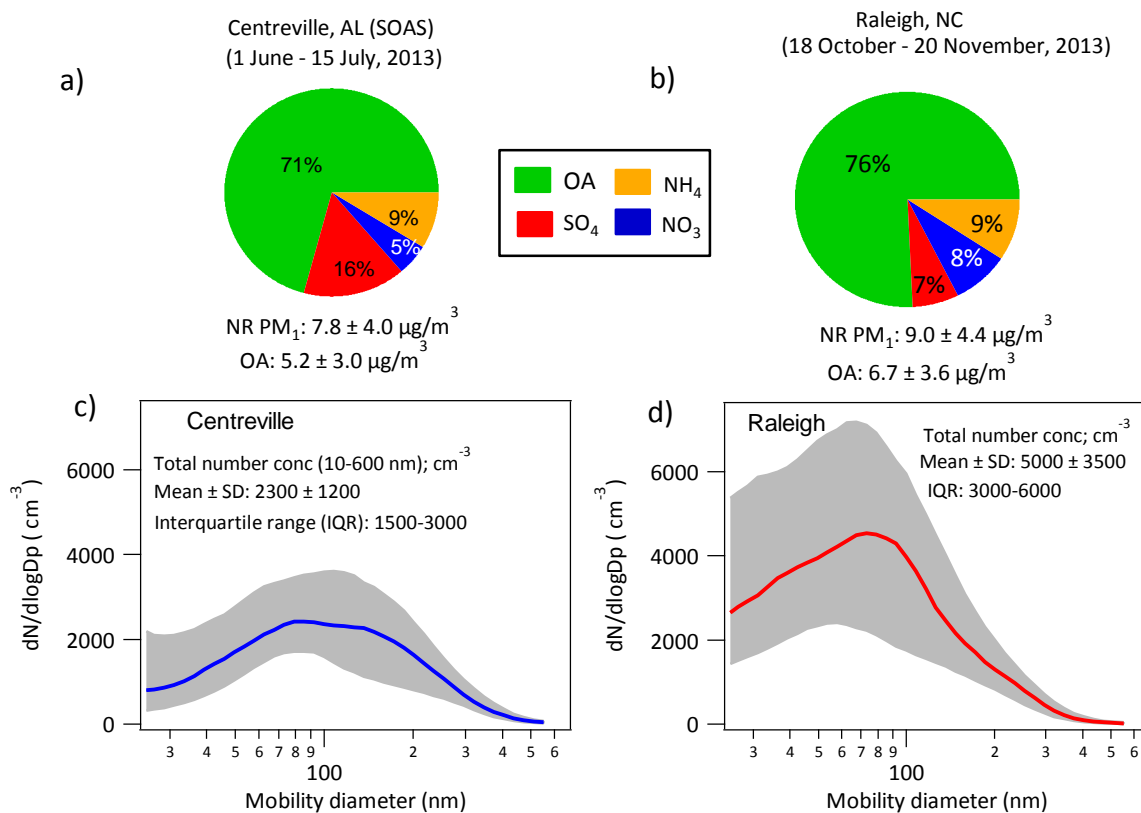 Centreville, AL (SOAS)
(1 June - 15 July, 2013)
a)
71%
9%
5%
16%
NR PM₁: 7.8 ± 4.0 µg/m³
OA: 5.2 ± 3.0 µg/m³
OA
NH₄
SO₄
NO₃
Raleigh, NC
(18 October - 20 November, 2013)
b)
76%
9%
8%
7%
NR PM₁: 9.0 ± 4.4 µg/m³
OA: 6.7 ± 3.6 µg/m³
c)
Centreville
Total number conc (10-600 nm); cm⁻³
Mean ± SD: 2300 ± 1200
Interquartile range (IQR): 1500-3000
dN/dlogDp ( cm⁻³)
6000
4000
2000
0
3 4 5 6 7 8 9 2 3 4 5 6
100
Mobility diameter (nm)
d)
Raleigh
Total number conc; cm⁻³
Mean ± SD: 5000 ± 3500
IQR: 3000-6000
dN/dlogDp ( cm⁻³)
6000
4000
2000
0
3 4 5 6 7 8 9 2 3 4 5 6
100
Mobility diameter (nm)